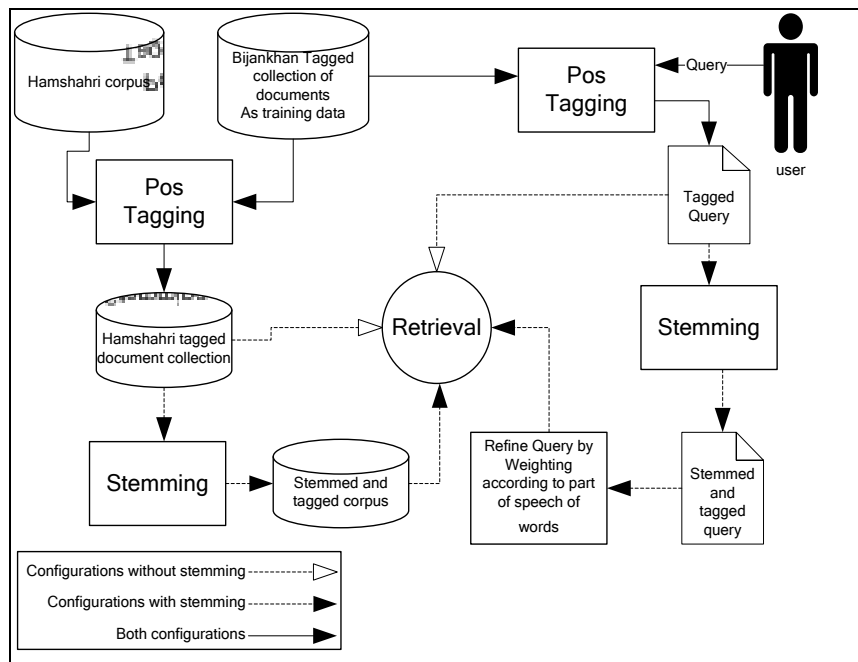 Hamshahri corpus
Bijankhan Tagged
collection of
documents
As training data
Pos
Tagging
Query
user
Pos
Tagging
Tagged
Query
Hamshahri tagged
document collection
Retrieval
Stemming
Stemming
Stemmed and
tagged corpus
Refine Query by
Weighting
according to part
of speech of
words
Stemmed
and
tagged
query
Configurations without stemming
Configurations with stemming
Both configurations